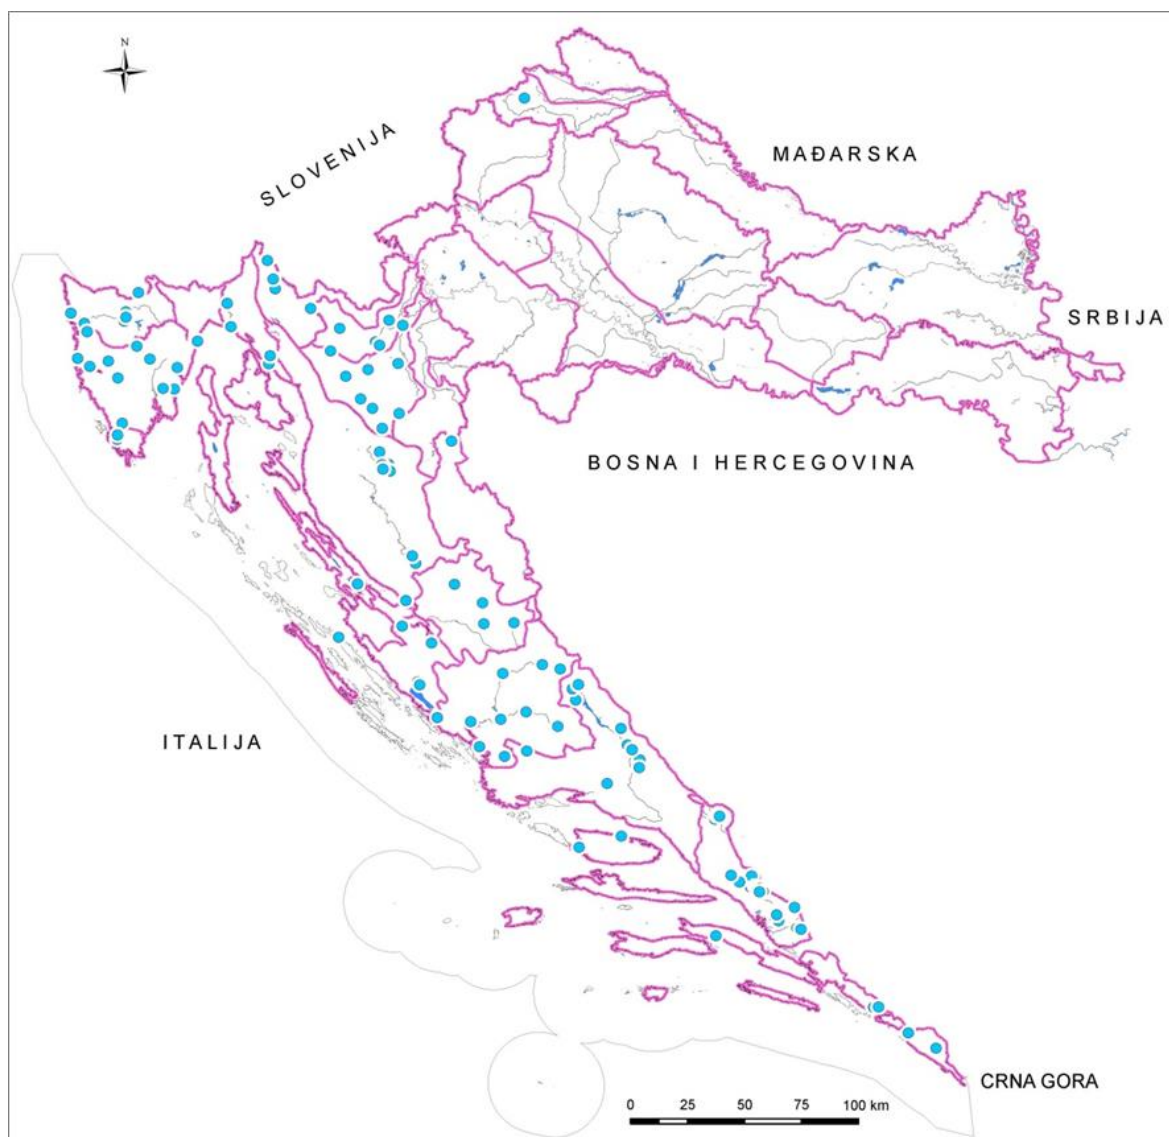 N
SLOVENIJA
MAĐARSKA
SRBIJA
BOSNA I HERCEGOVINA
ITALIJA
CRNA GORA
0 25 50 75 100 km